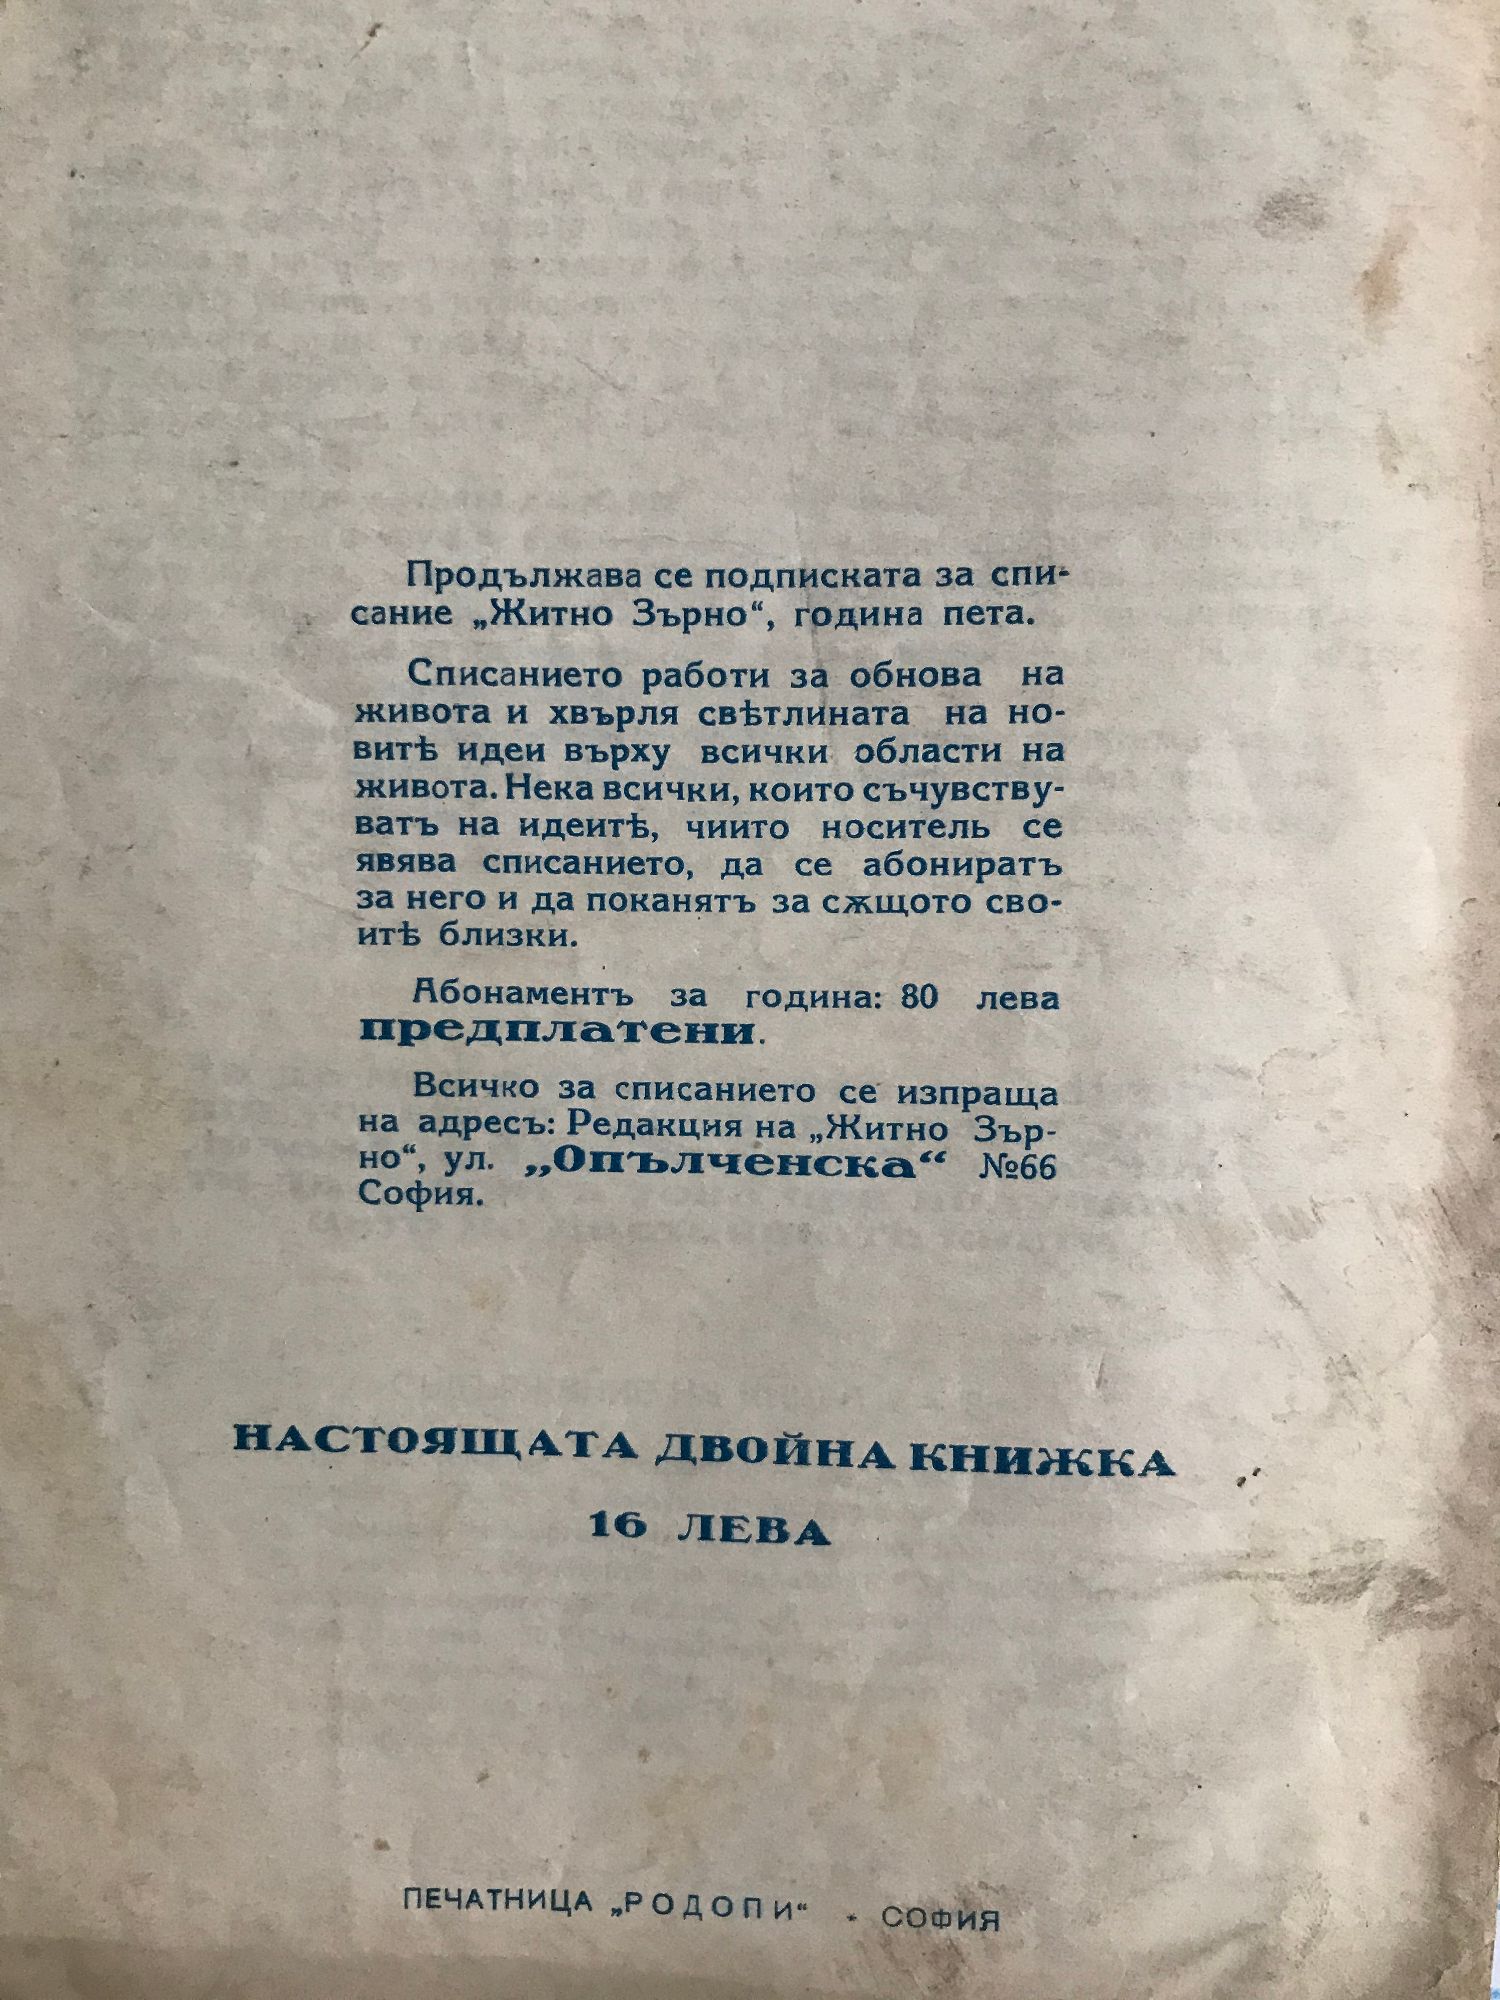 Продължава се подписката за спи-
сание „Житно Зърно“, година пета.
Списанието работи за обнова на
живота и хвърля свѣтлината на но-
витѣ идеи върху всички области на
живота. Нека всички, които съчувству-
ватъ на идеитѣ, чиито носитель се
явява списанието, да се абониратъ
за него и да поканятъ за сѫщото сво-
итѣ близки.
Абонаментъ за година: 80 лева
предплатени.
Всичко за списанието се изпраща
на адресъ: Редакция на „Житно Зър-
но“, ул. „Опълченска“ №66
София.
НАСТОЯЩАТА ДВОЙНА КНИЖКА
16 ЛЕВА
ПЕЧАТНИЦА „РОДОПИ“ - СОФИЯ